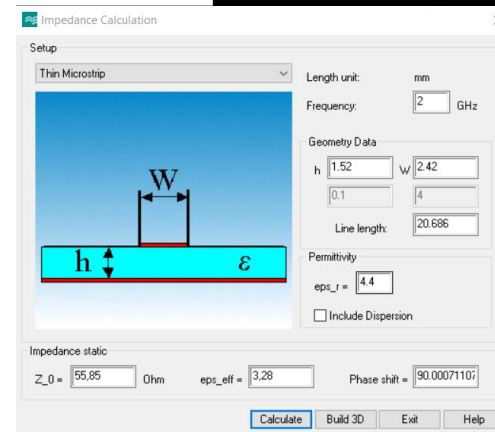 Impedance Calculation
Setup
Thin Microstrip
Length unit: mm
Frequency: 2 GHz
Geometry Data
h 1.52 W 2.42
0.1 4
Line length: 20.686
W
h ε
Permittivity
eps_r = 4.4
Include Dispersion
Impedance static
Z_0 = 55,85 Ohm eps_eff = 3,28 Phase shift = 90.00071107
Calculate Build 3D Exit Help